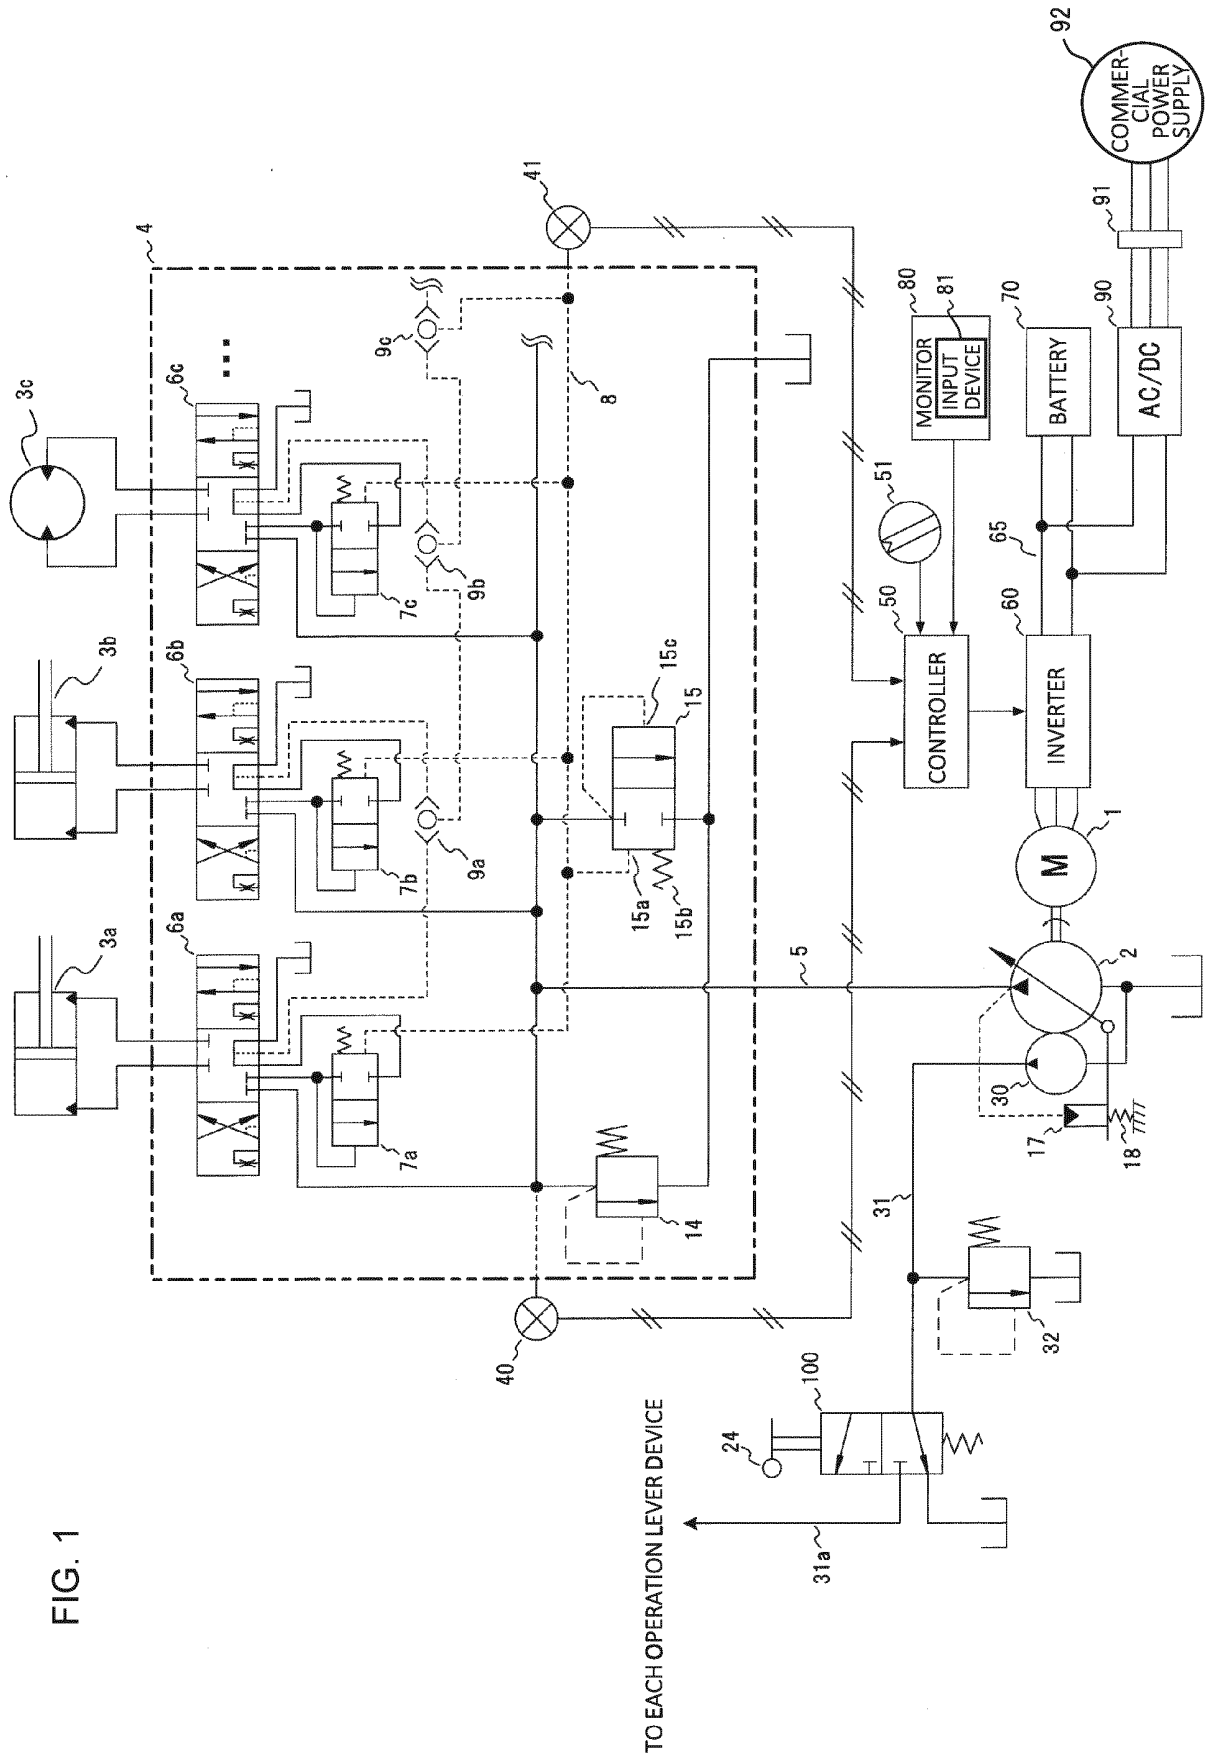 FIG. 1
3a
3b
3c
4
6a
6b
6c
7a
7b
7c
9a
9b
9c
8
41
40
14
15a
15b
15c
15
5
TO EACH OPERATION LEVER DEVICE
31a
24
100
31
32
30
17
18
2
1
M
CONTROLLER
50
51
MONITOR
INPUT
DEVICE
80
81
INVERTER
60
65
BATTERY
70
AC/DC
90
91
COMMER-
CIAL
POWER
SUPPLY
92